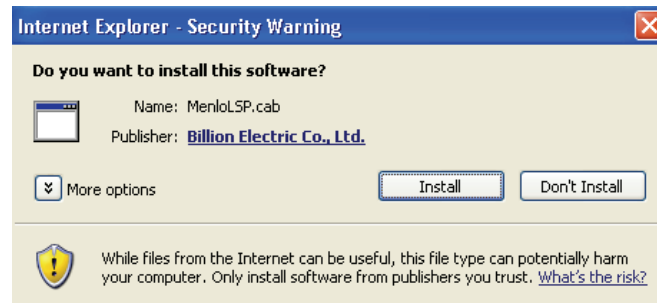 Internet Explorer - Security Warning
Do you want to install this software?
Name: MenloLSP.cab
Publisher: Billion Electric Co., Ltd.
More options
Install
Don't Install
While files from the Internet can be useful, this file type can potentially harm
your computer. Only install software from publishers you trust. What's the risk?